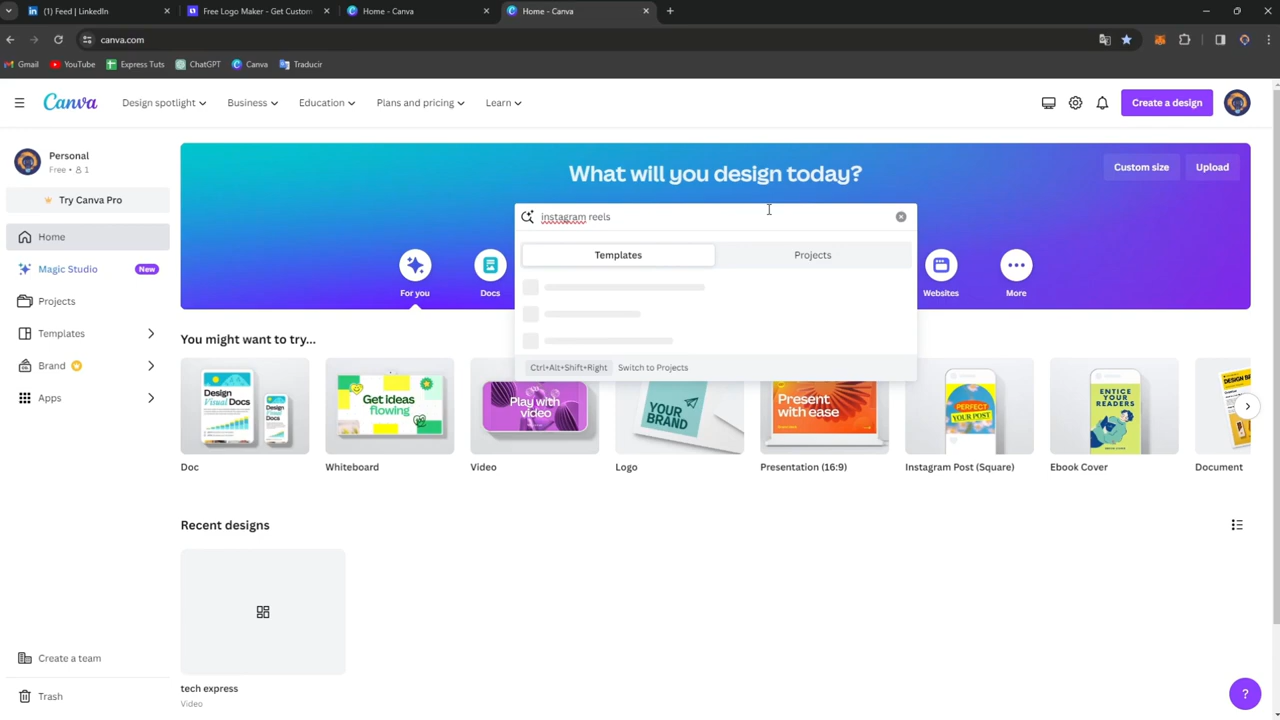 (1) Feed | LinkedIn
Free Logo Maker - Get Custom
Home - Canva
Home - Canva
canva.com
Gmail
YouTube
Express Tuts
ChatGPT
Canva
Traducir
Canva
Design spotlight
Business
Education
Plans and pricing
Learn
Create a design
Personal
Free • 1
Try Canva Pro
Home
Magic Studio
New
Projects
Templates
Brand
Apps
Create a team
Trash
What will you design today?
Custom size
Upload
instagram reels
Templates
Projects
Ctrl+Alt+Shift+Right
Switch to Projects
For you
Docs
Websites
More
You might want to try...
Design
Visual Docs
Design
Visual
Docs
Get ideas
flowing
Play with
video
YOUR
BRAND
Present
with ease
PERFECT
YOUR POST
ENTICE
YOUR
READERS
Doc
Whiteboard
Video
Logo
Presentation (16:9)
Instagram Post (Square)
Ebook Cover
Document
Recent designs
tech express
Video
?